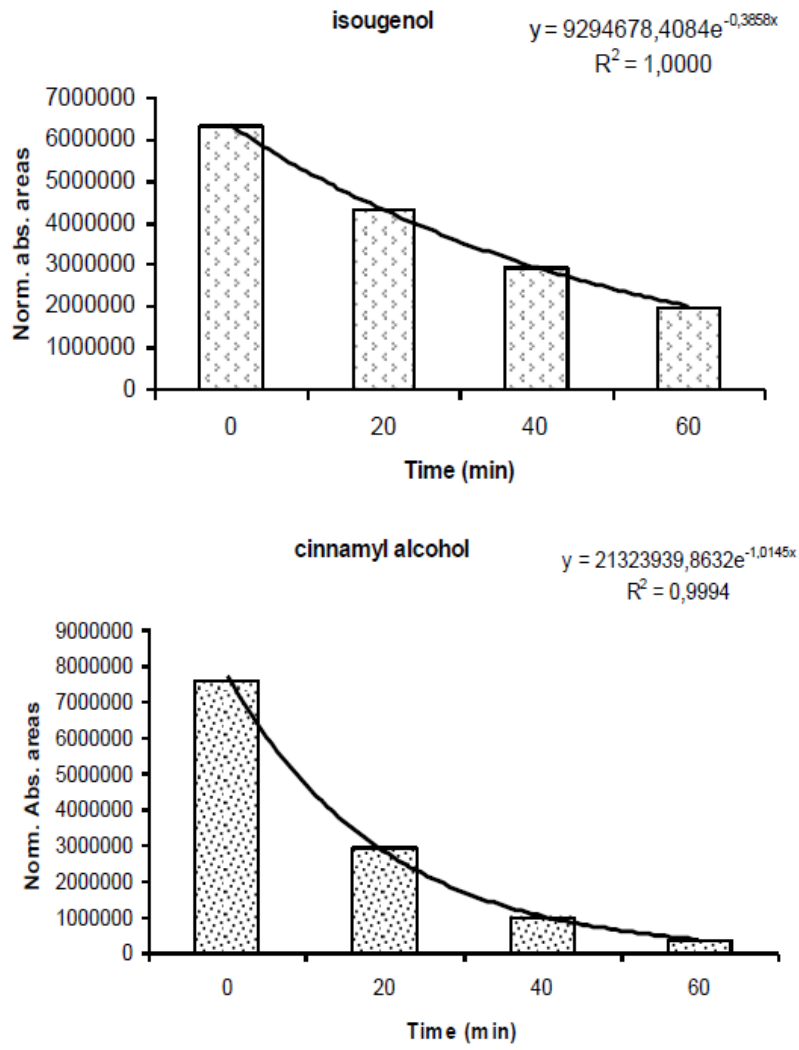 isougenol
y = 9294678,4084e^-0,3858x
R² = 1,0000
7000000
6000000
5000000
4000000
3000000
2000000
1000000
0
Norm. abs. areas
0 20 40 60
Time (min)
cinnamyl alcohol
y = 21323939,8632e^-1,0145x
R² = 0,9994
9000000
8000000
7000000
6000000
5000000
4000000
3000000
2000000
1000000
0
Norm. Abs. areas
0 20 40 60
Time (min)